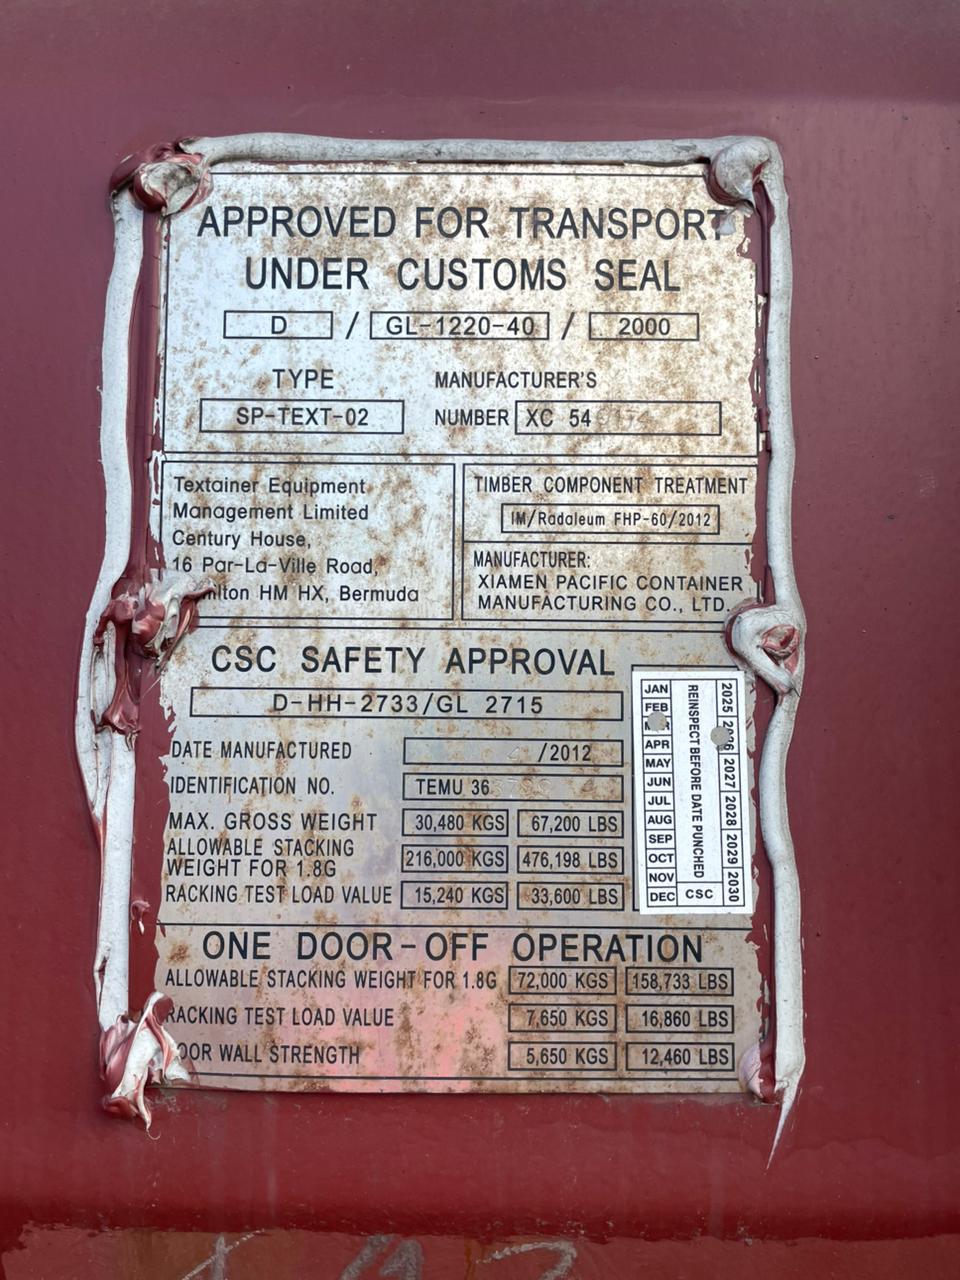 APPROVED FOR TRANSPORT
UNDER CUSTOMS SEAL
D / GL-1220-40 / 2000
TYPE
SP-TEXT-02
MANUFACTURER'S
NUMBER XC 54
Textainer Equipment
Management Limited
Century House,
16 Par-La-Ville Road,
HM HX, Bermuda
TIMBER COMPONENT TREATMENT
IM/Radaleum FHP-60/2012
MANUFACTURER:
XIAMEN PACIFIC CONTAINER
MANUFACTURING CO., LTD.
CSC SAFETY APPROVAL
D-HH-2733/GL 2715
DATE MANUFACTURED /2012
IDENTIFICATION NO. TEMU 36
MAX. GROSS WEIGHT 30,480 KGS 67,200 LBS
ALLOWABLE STACKING
WEIGHT FOR 1.8G 216,000 KGS 476,198 LBS
RACKING TEST LOAD VALUE 15,240 KGS 33,600 LBS
JAN
FEB
APR
MAY
JUN
JUL
AUG
SEP
OCT
NOV
DEC
REINSPECT BEFORE DATE PUNCHED
CSC
2025 2026 2027 2028 2029 2030
ONE DOOR-OFF OPERATION
ALLOWABLE STACKING WEIGHT FOR 1.8G 72,000 KGS 158,733 LBS
RACKING TEST LOAD VALUE 7,650 KGS 16,860 LBS
DOOR WALL STRENGTH 5,650 KGS 12,460 LBS